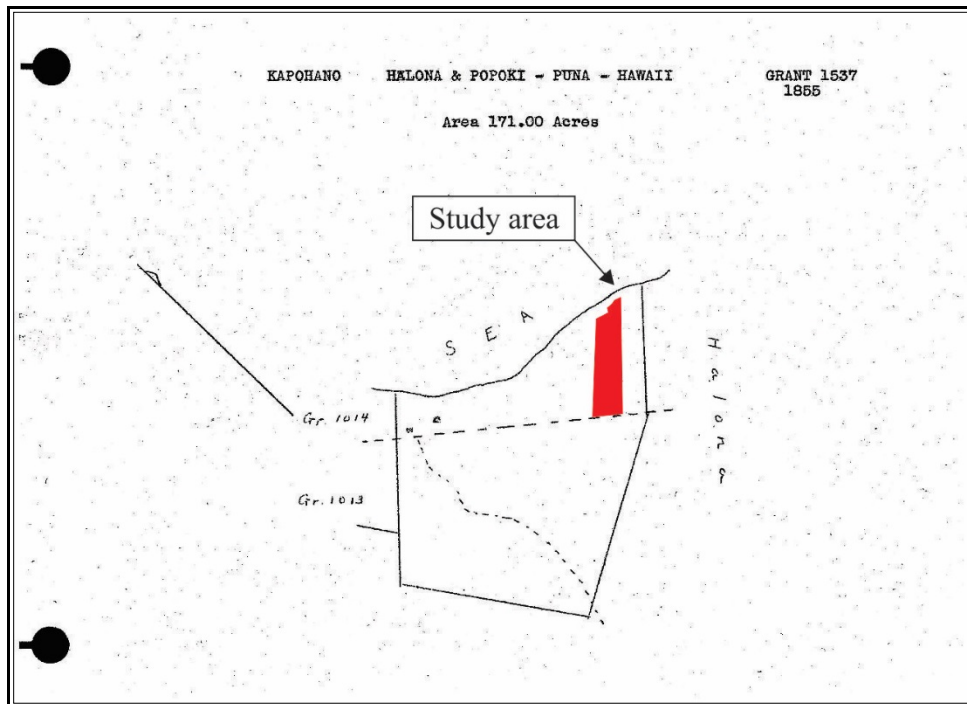 KAPOHANO HALONA & POPOKI - PUNA - HAWAII GRANT 1537
1855
Area 171.00 Acres
Study area
SEA
Halona
Gr. 1014
Gr. 1013